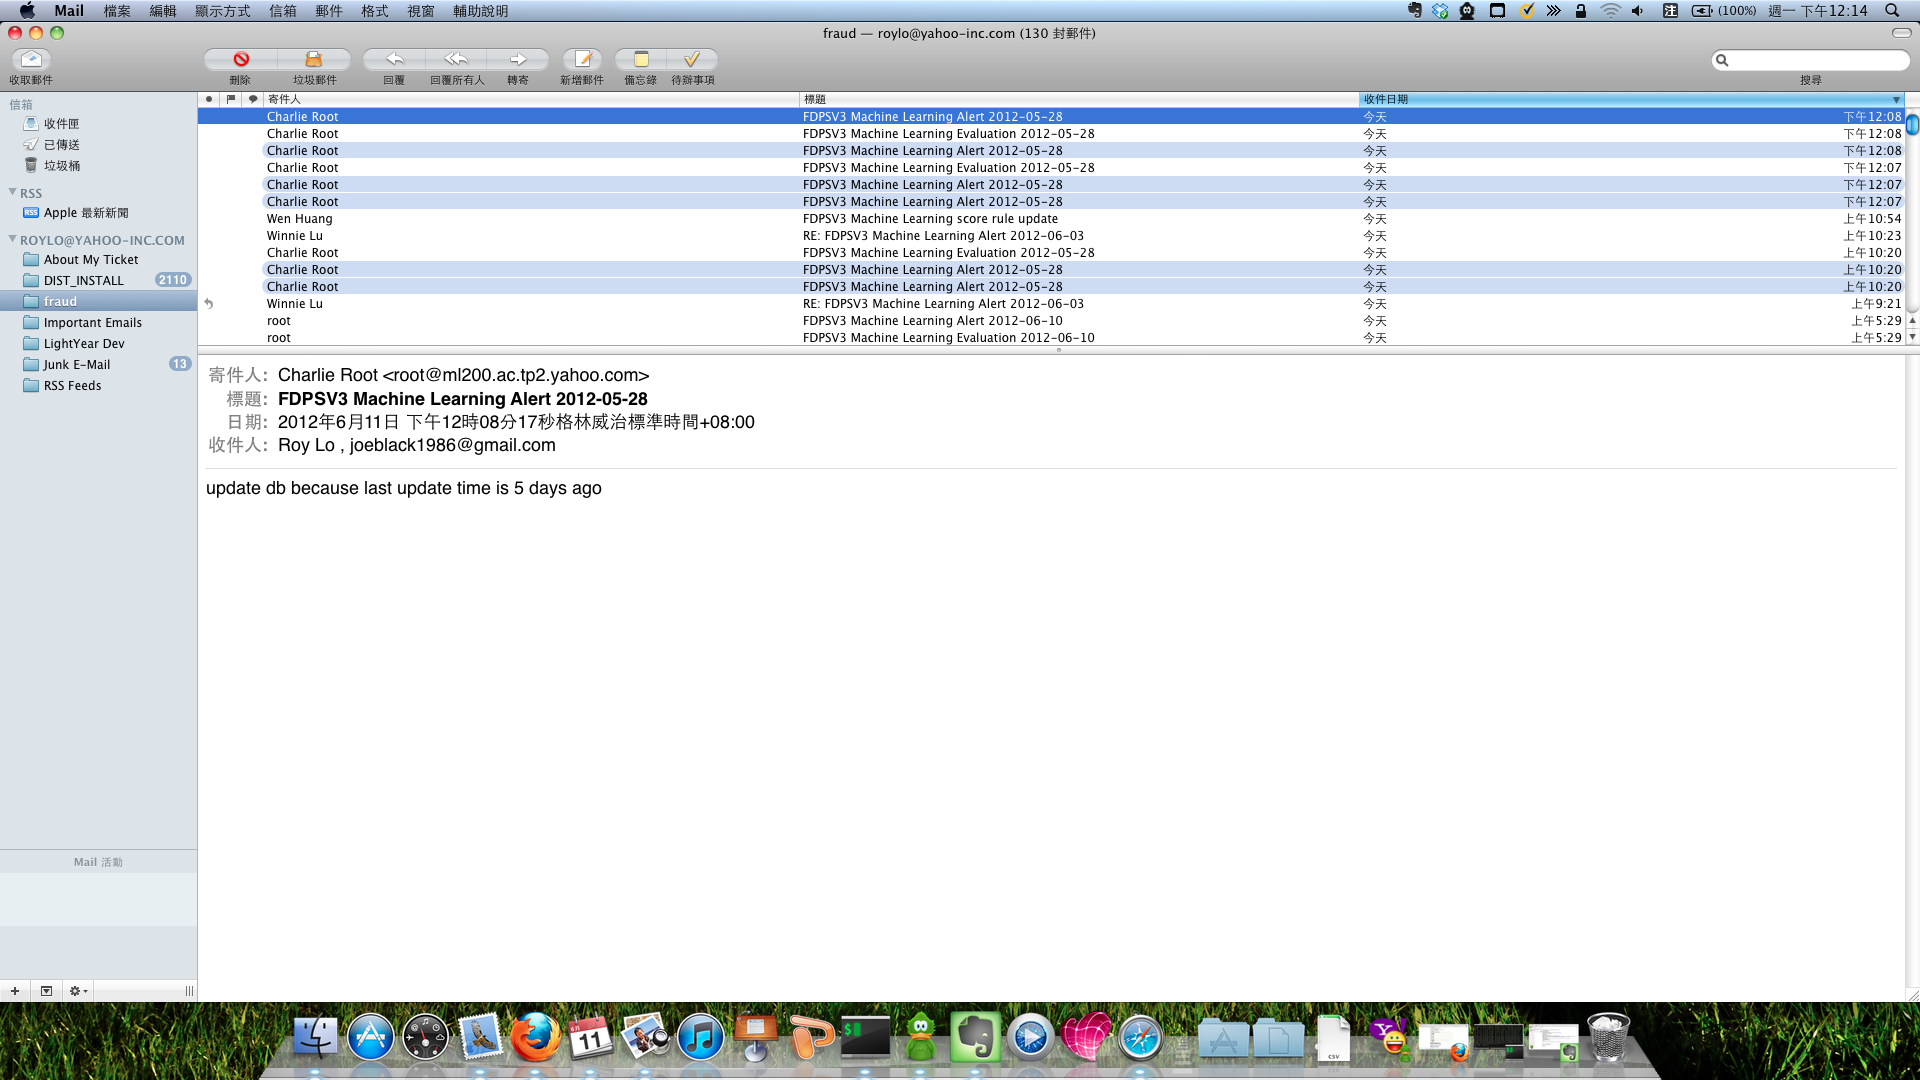 Mail 檔案 編輯 顯示方式 信箱 郵件 格式 視窗 輔助說明 注 (100%) 週一 下午12:14
fraud — roylo@yahoo-inc.com (130 封郵件)
收取郵件 刪除 垃圾郵件 回覆 回覆所有人 轉寄 新增郵件 備忘錄 待辦事項 搜尋
信箱
收件匣
已傳送
垃圾桶
RSS
RSS Apple 最新新聞
ROYLO@YAHOO-INC.COM
About My Ticket
DIST_INSTALL 2110
fraud
Important Emails
LightYear Dev
Junk E-Mail 13
RSS Feeds
Mail 活動
寄件人 標題 收件日期
Charlie Root FDPSV3 Machine Learning Alert 2012-05-28 今天 下午12:08
Charlie Root FDPSV3 Machine Learning Evaluation 2012-05-28 今天 下午12:08
Charlie Root FDPSV3 Machine Learning Alert 2012-05-28 今天 下午12:08
Charlie Root FDPSV3 Machine Learning Evaluation 2012-05-28 今天 下午12:07
Charlie Root FDPSV3 Machine Learning Alert 2012-05-28 今天 下午12:07
Charlie Root FDPSV3 Machine Learning Alert 2012-05-28 今天 下午12:07
Wen Huang FDPSV3 Machine Learning score rule update 今天 上午10:54
Winnie Lu RE: FDPSV3 Machine Learning Alert 2012-06-03 今天 上午10:23
Charlie Root FDPSV3 Machine Learning Evaluation 2012-05-28 今天 上午10:20
Charlie Root FDPSV3 Machine Learning Alert 2012-05-28 今天 上午10:20
Charlie Root FDPSV3 Machine Learning Alert 2012-05-28 今天 上午10:20
Winnie Lu RE: FDPSV3 Machine Learning Alert 2012-06-03 今天 上午9:21
root FDPSV3 Machine Learning Alert 2012-06-10 今天 上午5:29
root FDPSV3 Machine Learning Evaluation 2012-06-10 今天 上午5:29
寄件人: Charlie Root <root@ml200.ac.tp2.yahoo.com>
標題: FDPSV3 Machine Learning Alert 2012-05-28
日期: 2012年6月11日 下午12時08分17秒格林威治標準時間+08:00
收件人: Roy Lo , joeblack1986@gmail.com
update db because last update time is 5 days ago
11
$
CSV
Y!